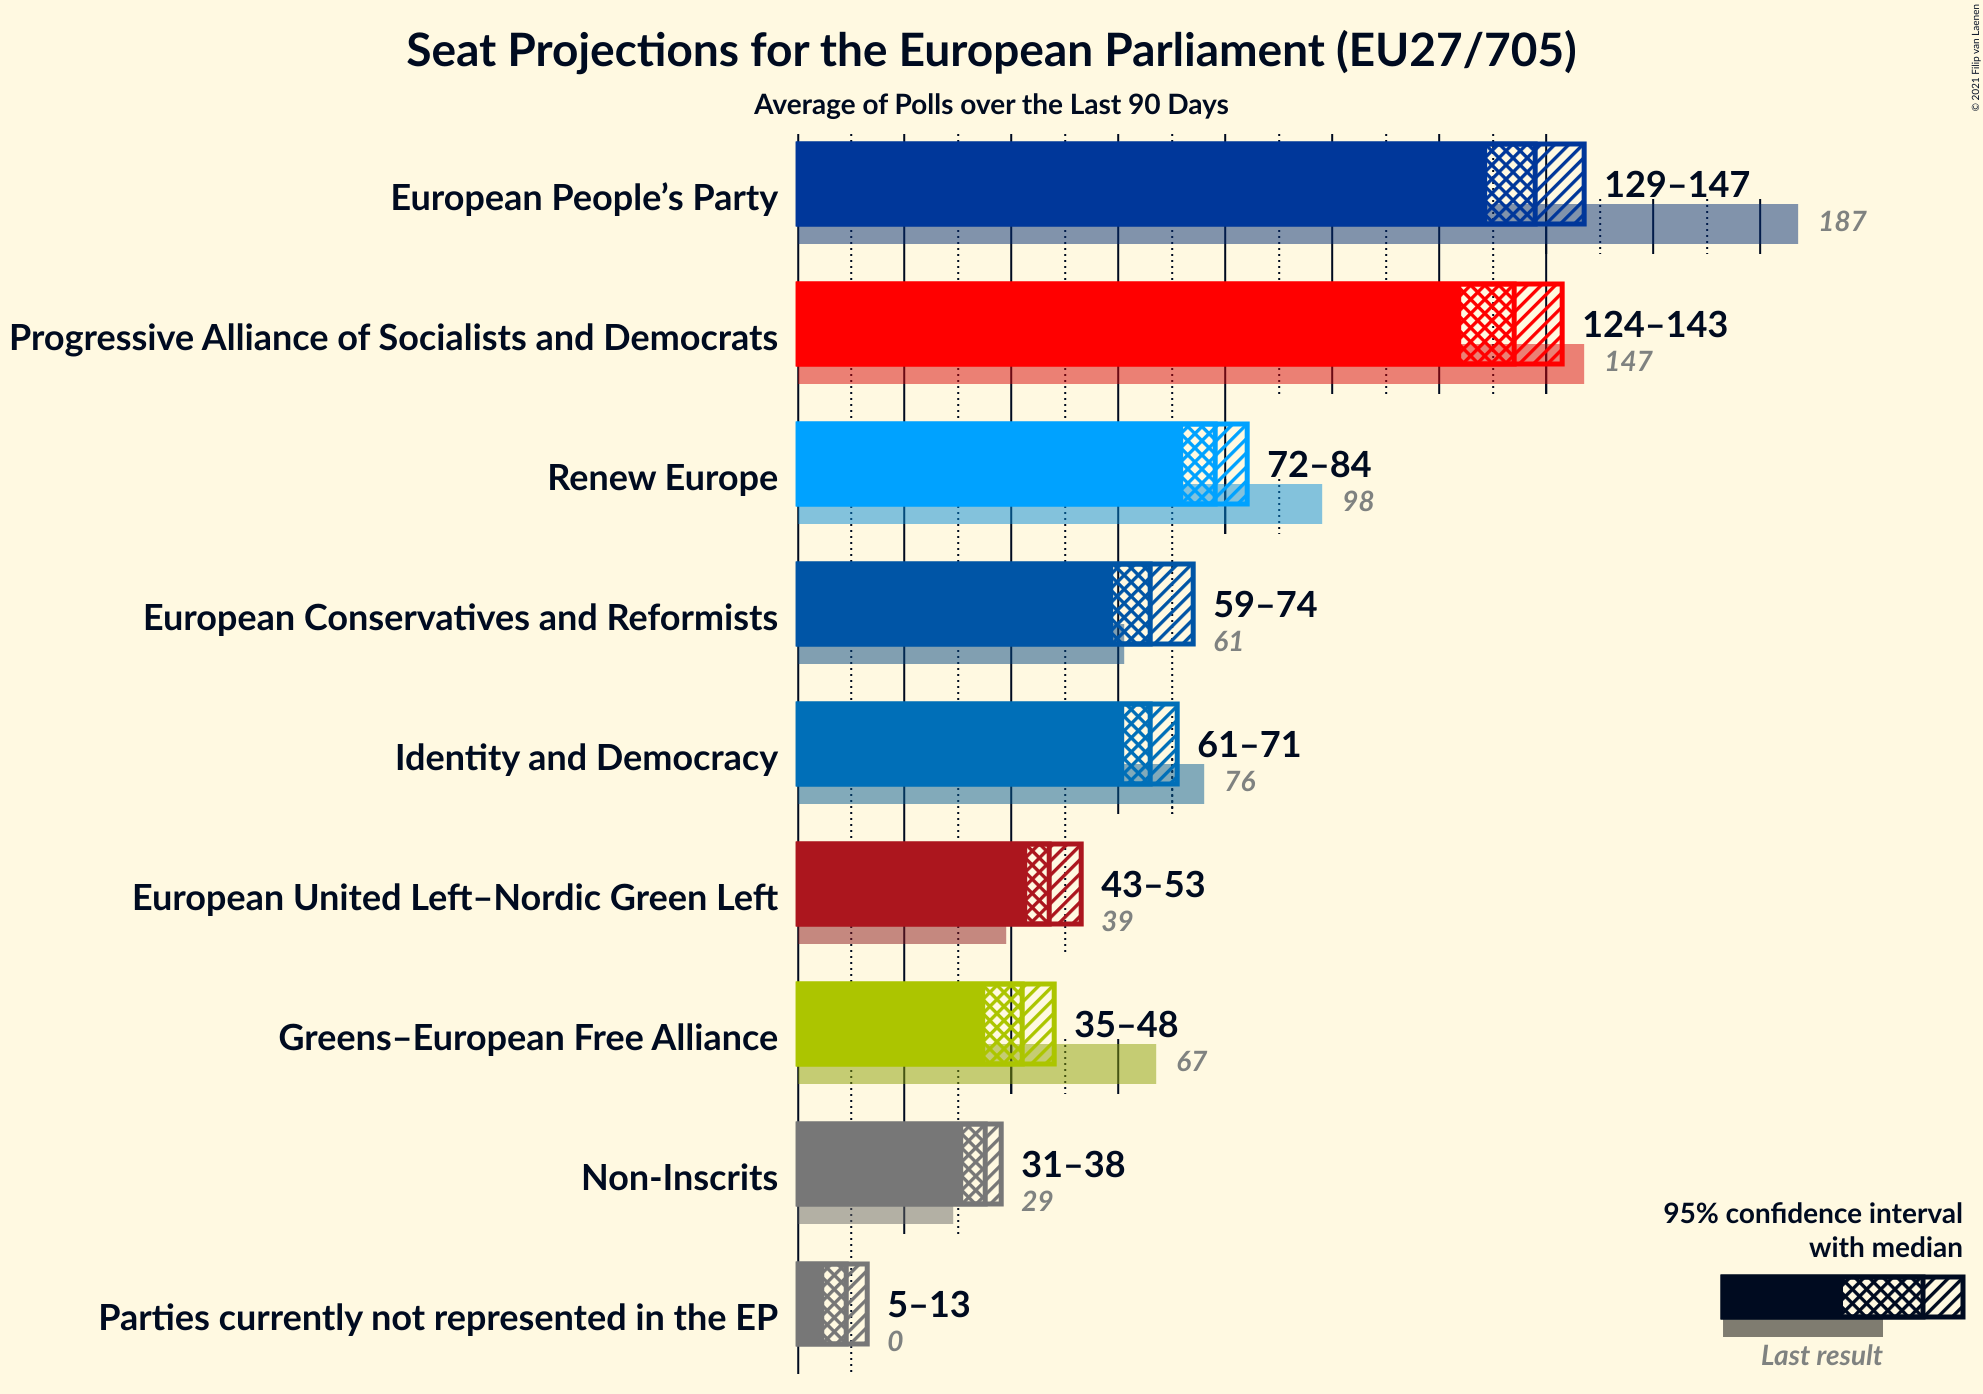 Seat Projections for the European Parliament (EU27/705)
Average of Polls over the Last 90 Days
© 2021 Filip van Laenen
European People’s Party
129–147
187
Progressive Alliance of Socialists and Democrats
124–143
147
Renew Europe
72–84
98
European Conservatives and Reformists
59–74
61
Identity and Democracy
61–71
76
European United Left–Nordic Green Left
43–53
39
Greens–European Free Alliance
35–48
67
Non-Inscrits
31–38
29
Parties currently not represented in the EP
5–13
0
95% confidence interval
with median
Last result